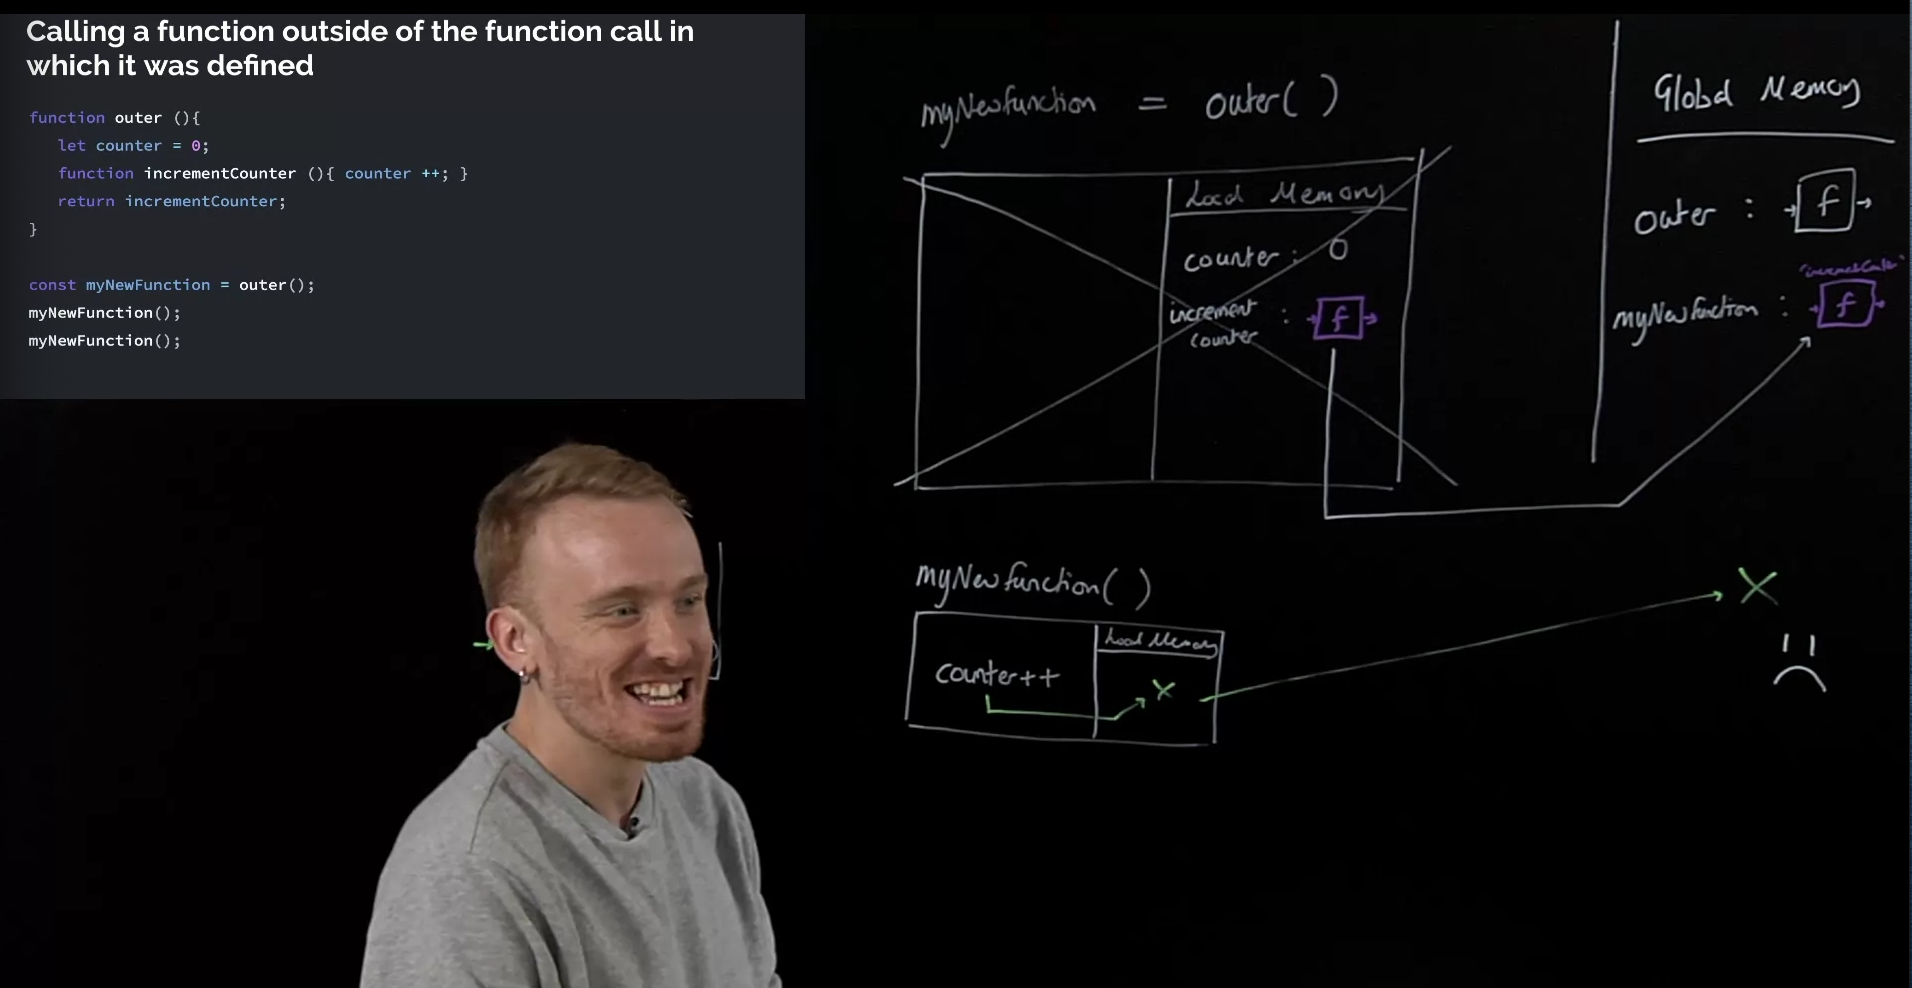 Calling a function outside of the function call in
which it was defined
function outer (){
let counter = 0;
function incrementCounter (){ counter ++; }
return incrementCounter;
}
const myNewFunction = outer();
myNewFunction();
myNewFunction();
myNewFunction = outer( )
Local Memory
counter : 0
increment : f
counter
Global Memory
outer : f
myNewFunction : f
myNewFunction( )
Local Memory
counter++